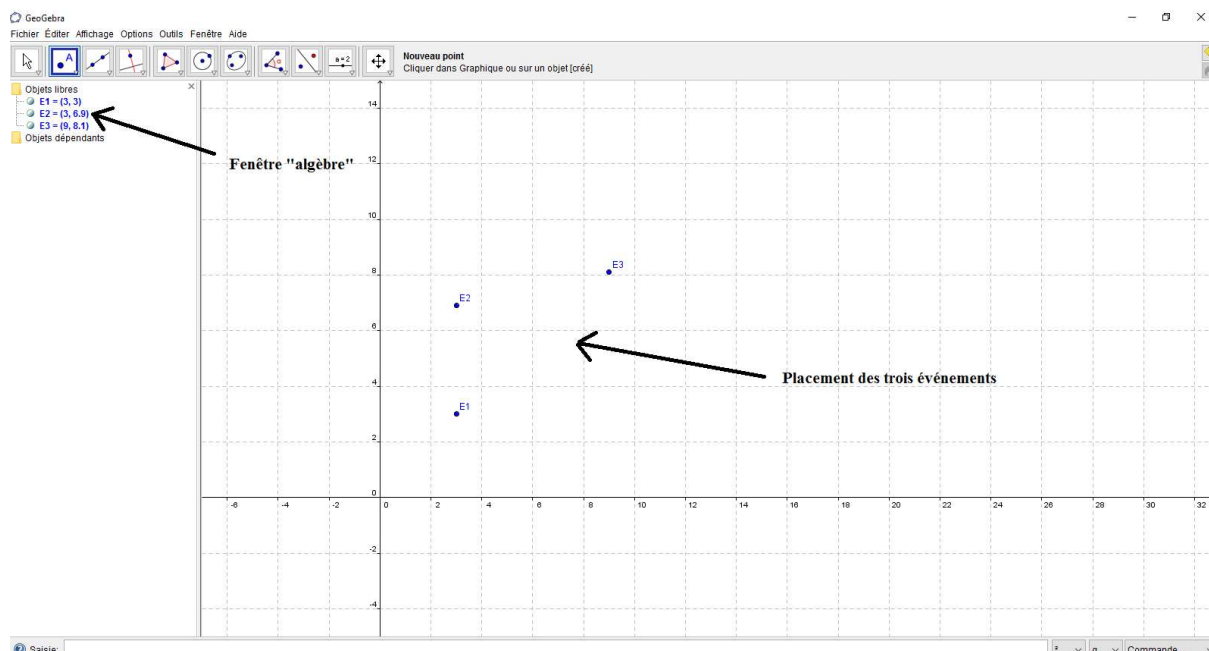 GeoGebra
Fichier Éditer Affichage Options Outils Fenêtre Aide
A
a=2
Nouveau point
Cliquer dans Graphique ou sur un objet [créé]
Objets libres
E1 = (3, 3)
E2 = (3, 6.9)
E3 = (9, 8.1)
Objets dépendants
Fenêtre "algèbre"
14
12
10
8
6
4
2
0
-2
-4
E3
E2
E1
Placement des trois événements
-6 -4 -2 0 2 4 6 8 10 12 14 16 18 20 22 24 26 28 30 32
Saisie:
α
Commande